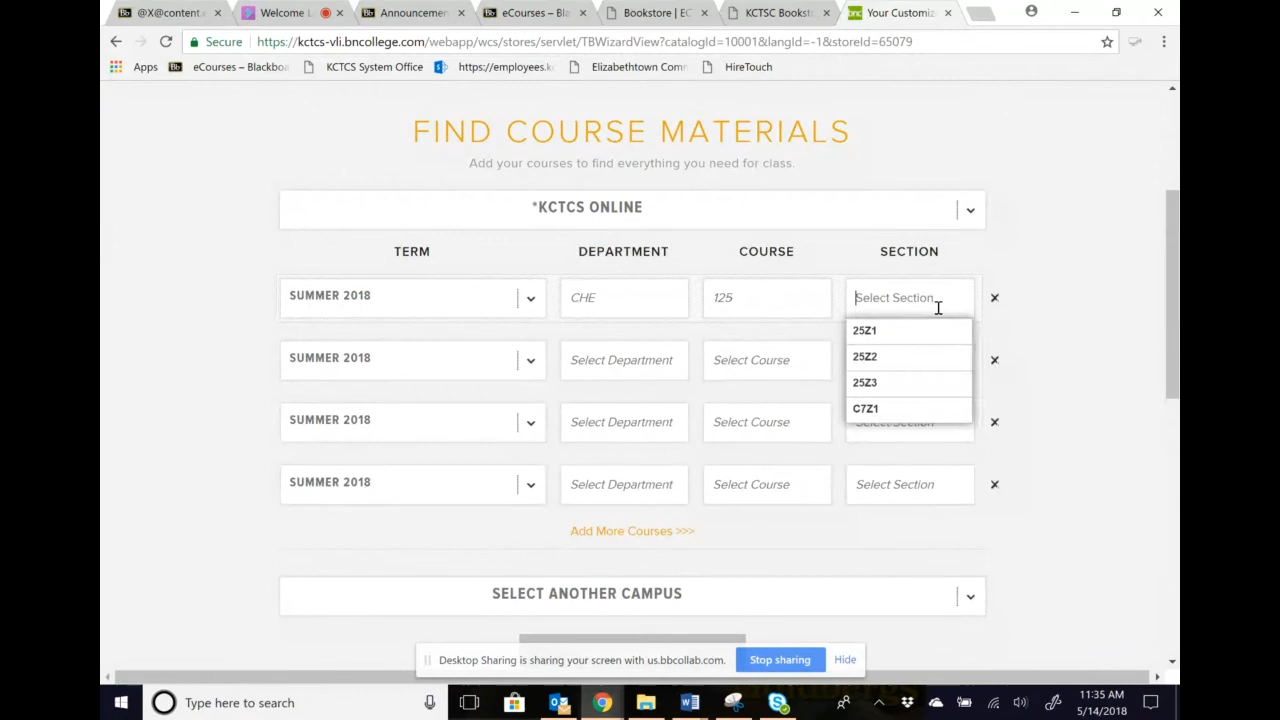 @X@content.e
Welcome L
Announcemen
eCourses – Bla
Bookstore | EC
KCTSC Books
Your Customiz
Secure
https://kctcs-vli.bncollege.com/webapp/wcs/stores/servlet/TBWizardView?catalogId=10001&langId=-1&storeId=65079
Apps
eCourses – Blackboa
KCTCS System Office
https://employees.kc
Elizabethtown Comm
HireTouch
FIND COURSE MATERIALS
Add your courses to find everything you need for class.
*KCTCS ONLINE
TERM DEPARTMENT COURSE SECTION
SUMMER 2018 CHE 125 Select Section
25Z1
25Z2
25Z3
C7Z1
SUMMER 2018 Select Department Select Course
SUMMER 2018 Select Department Select Course Select Section
SUMMER 2018 Select Department Select Course Select Section
Add More Courses >>>
SELECT ANOTHER CAMPUS
Desktop Sharing is sharing your screen with us.bbcollab.com. Stop sharing Hide
Type here to search
11:35 AM
5/14/2018